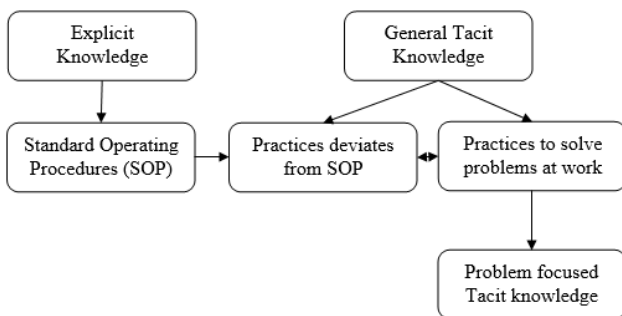 Explicit
Knowledge
General Tacit
Knowledge
Standard Operating
Procedures (SOP)
Practices deviates
from SOP
Practices to solve
problems at work
Problem focused
Tacit knowledge